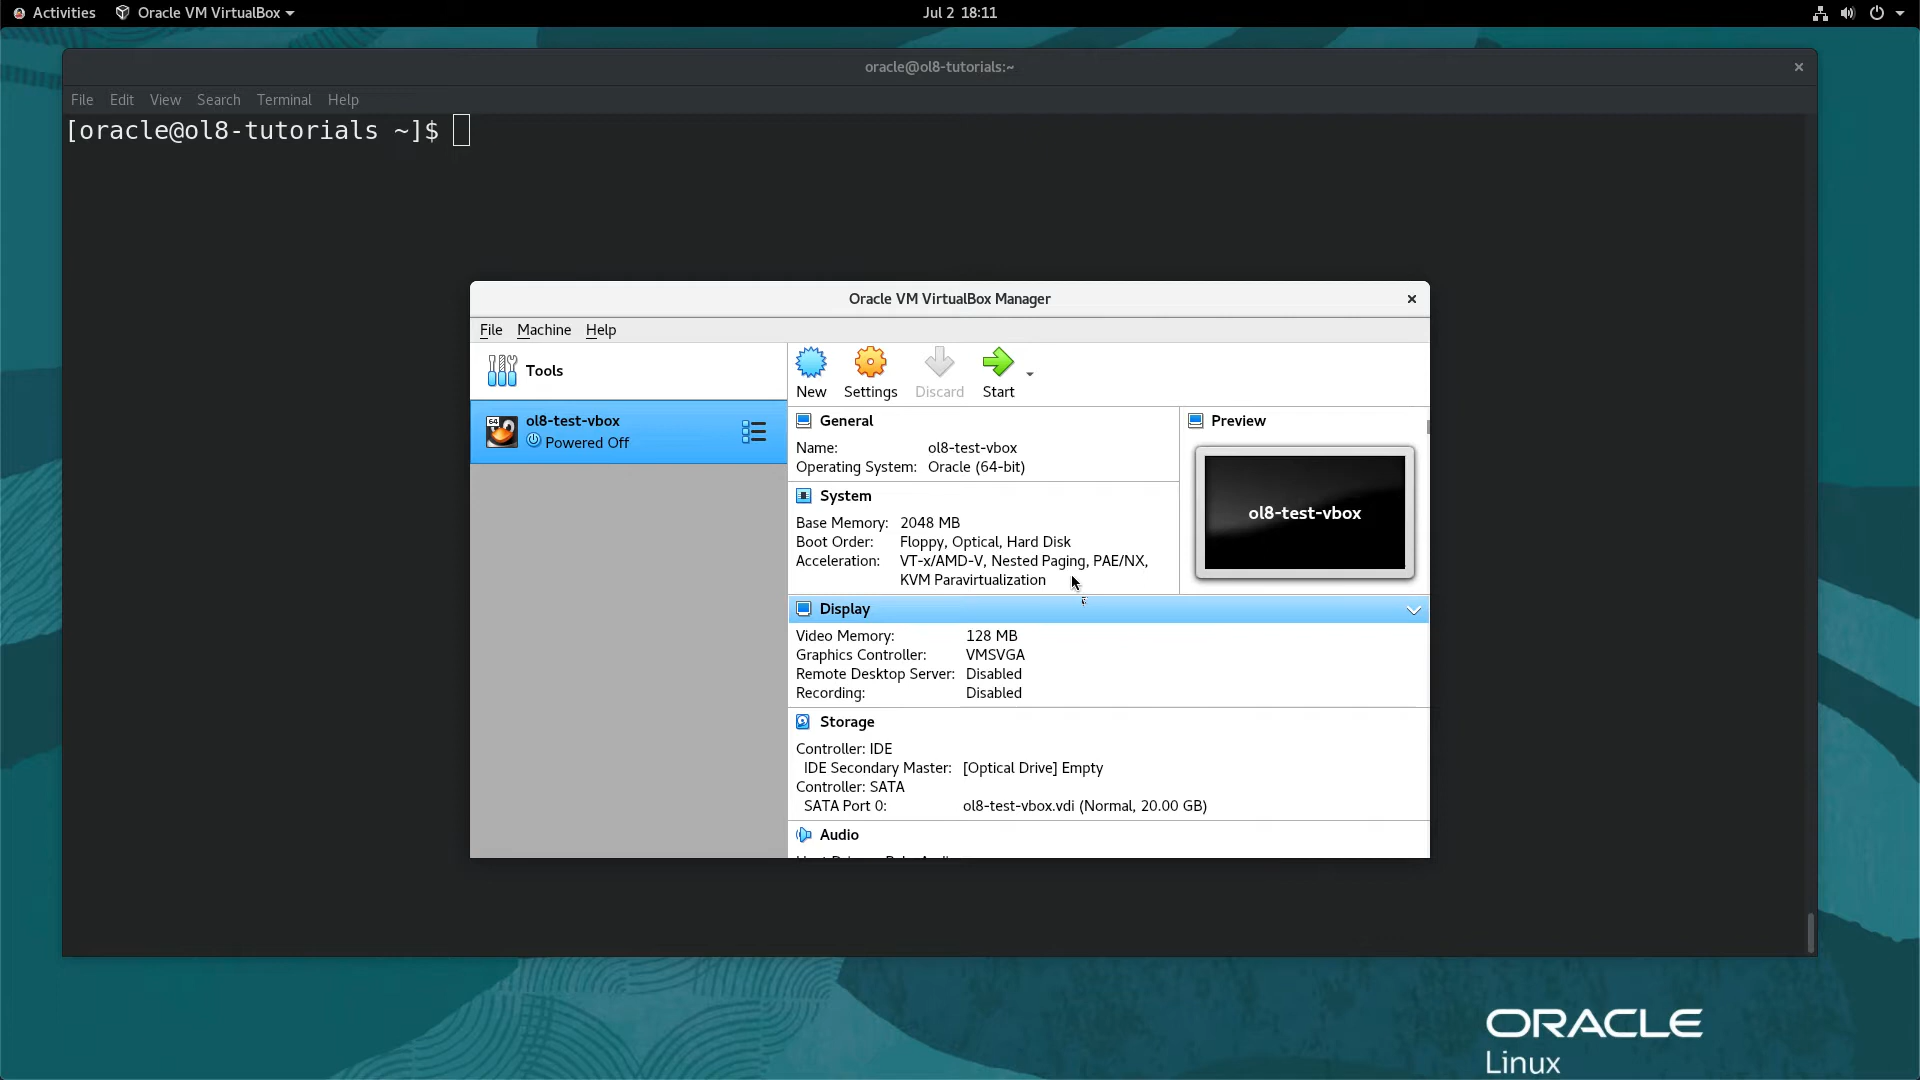 Activities
Oracle VM VirtualBox
Jul 2 18:11
oracle@ol8-tutorials:~
File Edit View Search Terminal Help
[oracle@ol8-tutorials ~]$
Oracle VM VirtualBox Manager
File Machine Help
Tools
64
ol8-test-vbox
Powered Off
New Settings Discard Start
General
Name: ol8-test-vbox
Operating System: Oracle (64-bit)
System
Base Memory: 2048 MB
Boot Order: Floppy, Optical, Hard Disk
Acceleration: VT-x/AMD-V, Nested Paging, PAE/NX,
KVM Paravirtualization
Preview
ol8-test-vbox
Display
Video Memory: 128 MB
Graphics Controller: VMSVGA
Remote Desktop Server: Disabled
Recording: Disabled
Storage
Controller: IDE
IDE Secondary Master: [Optical Drive] Empty
Controller: SATA
SATA Port 0: ol8-test-vbox.vdi (Normal, 20.00 GB)
Audio
ORACLE
Linux